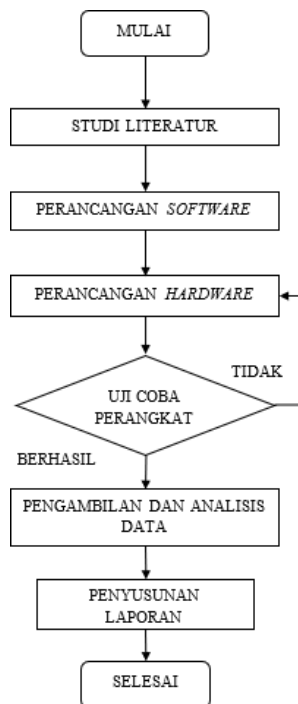 MULAI
STUDI LITERATUR
PERANCANGAN SOFTWARE
PERANCANGAN HARDWARE
TIDAK
UJI COBA
PERANGKAT
BERHASIL
PENGAMBILAN DAN ANALISIS
DATA
PENYUSUNAN
LAPORAN
SELESAI